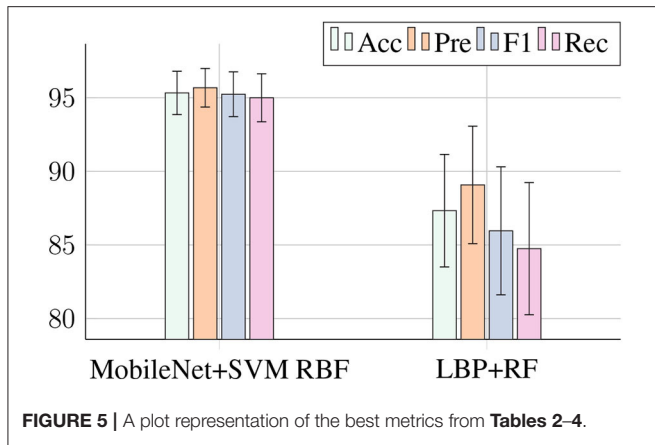 Acc Pre F1 Rec
95
90
85
80
MobileNet+SVM RBF LBP+RF
FIGURE 5 | A plot representation of the best metrics from Tables 2–4.